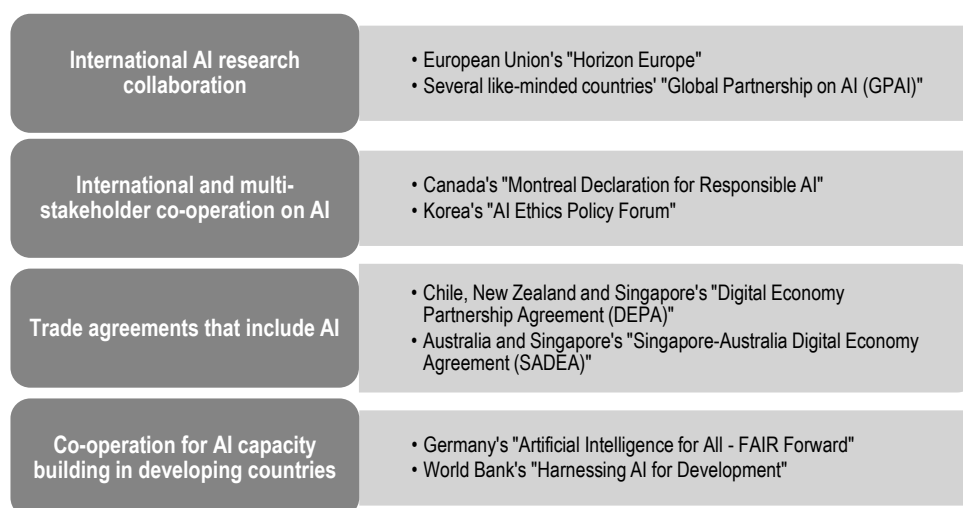 International AI research
collaboration
• European Union's "Horizon Europe"
• Several like-minded countries' "Global Partnership on AI (GPAI)"
International and multi-
stakeholder co-operation on AI
• Canada's "Montreal Declaration for Responsible AI"
• Korea's "AI Ethics Policy Forum"
Trade agreements that include AI
• Chile, New Zealand and Singapore's "Digital Economy
Partnership Agreement (DEPA)"
• Australia and Singapore's "Singapore-Australia Digital Economy
Agreement (SADEA)"
Co-operation for AI capacity
building in developing countries
• Germany's "Artificial Intelligence for All - FAIR Forward"
• World Bank's "Harnessing AI for Development"